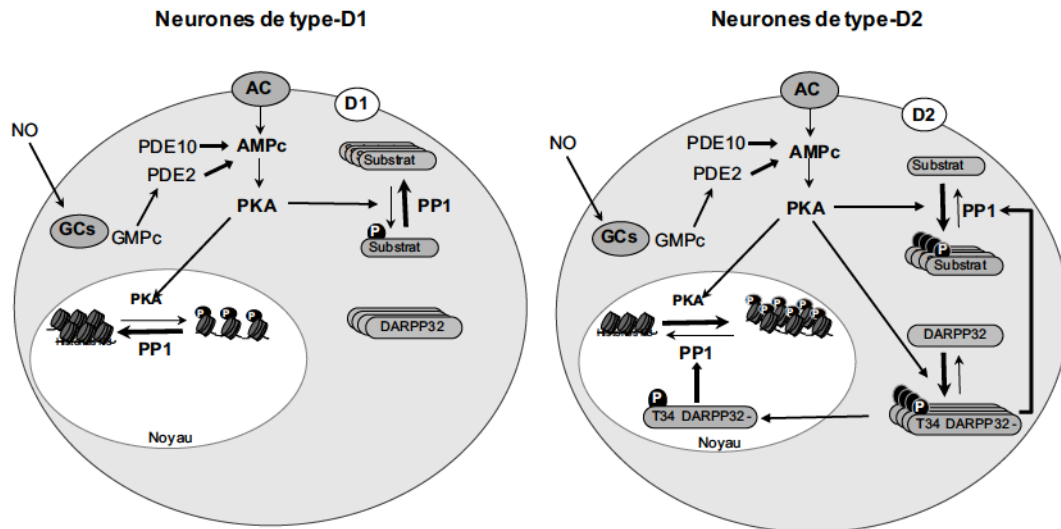 Neurones de type-D1
AC
D1
NO
PDE10
AMPc
Substrat
PDE2
PKA
PP1
GCs
GMPc
P
Substrat
PKA
P P P
PP1
DARPP32
Noyau
Neurones de type-D2
AC
D2
NO
PDE10
AMPc
Substrat
PDE2
PKA
PP1
GCs
GMPc
P
Substrat
PKA
P P P P P P
PP1
DARPP32
P
T34 DARPP32-
P
T34 DARPP32-
Noyau